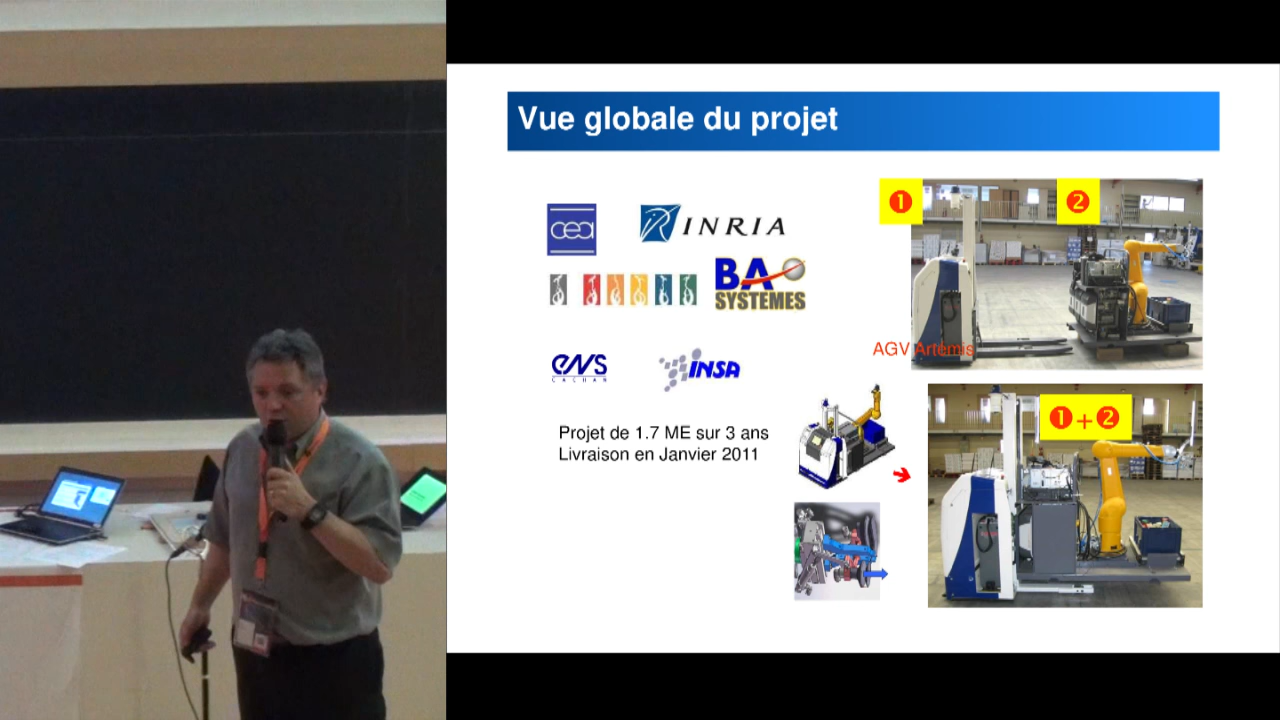 Vue globale du projet
cea
INRIA
BA
SYSTEMES
ENS
CACHAN
INSA
Projet de 1.7 ME sur 3 ans
Livraison en Janvier 2011
1
2
AGV Artémis
1+2